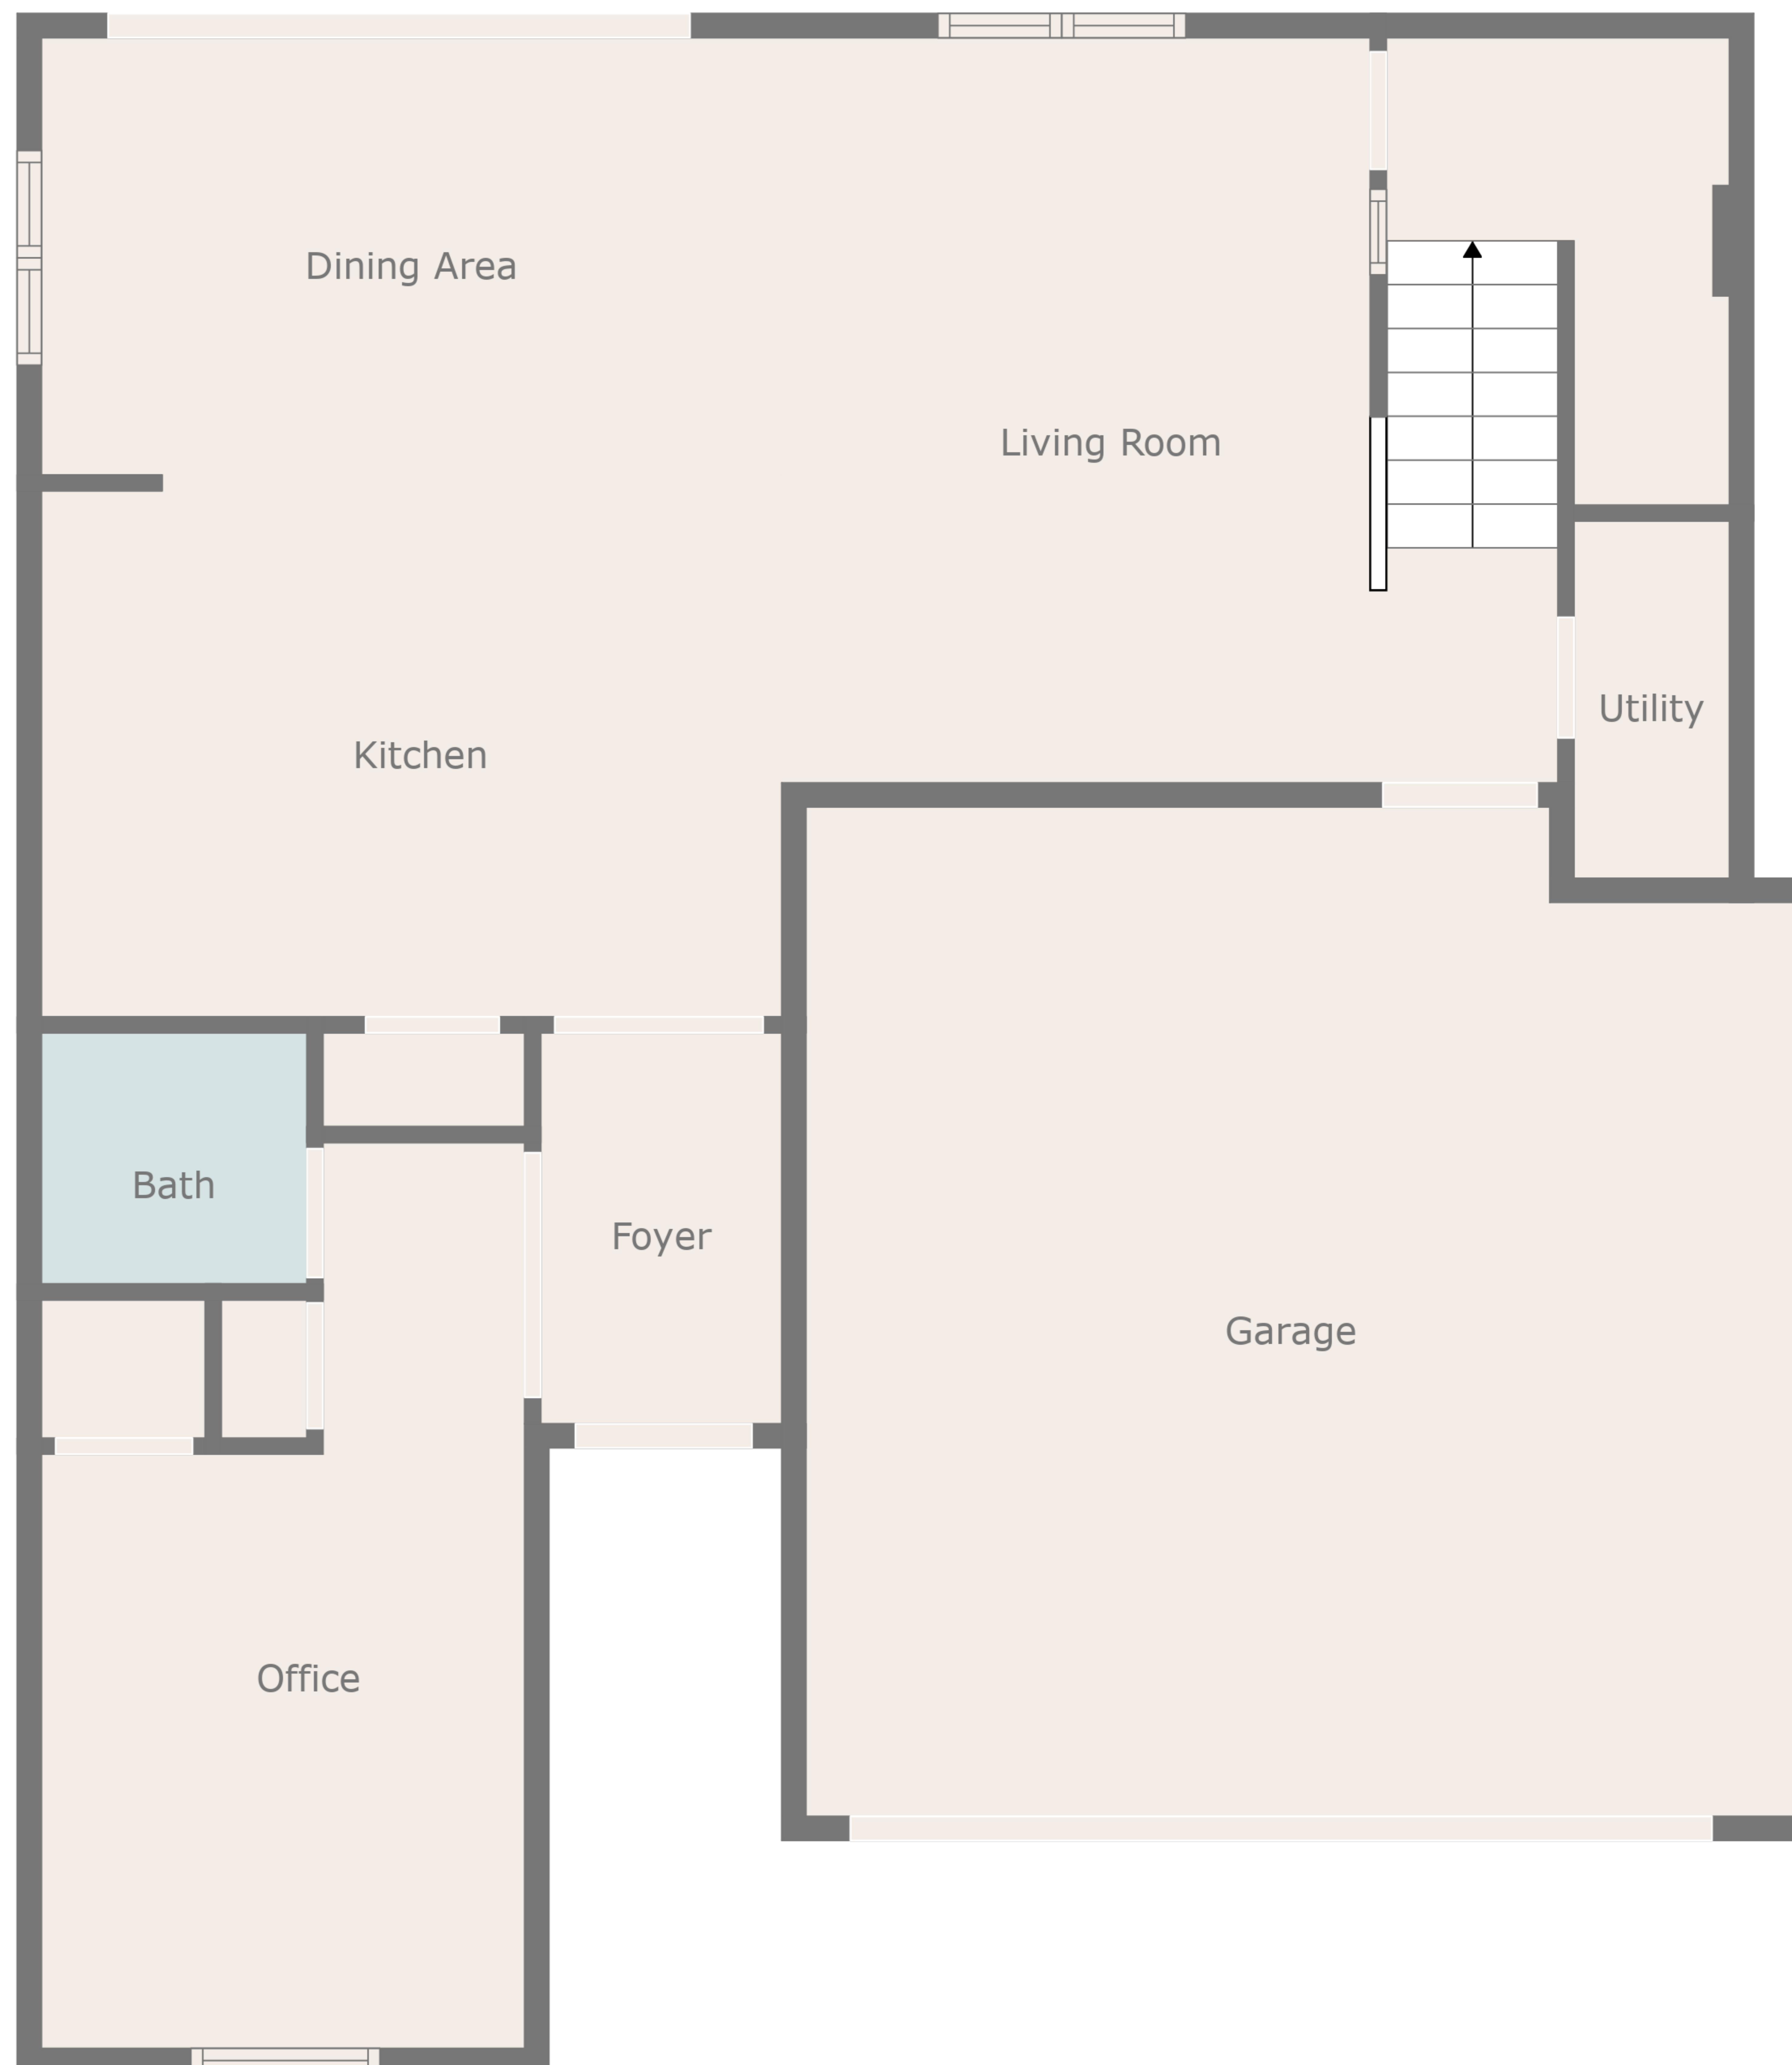 Dining Area
Living Room
Utility
Kitchen
Bath
Foyer
Garage
Office